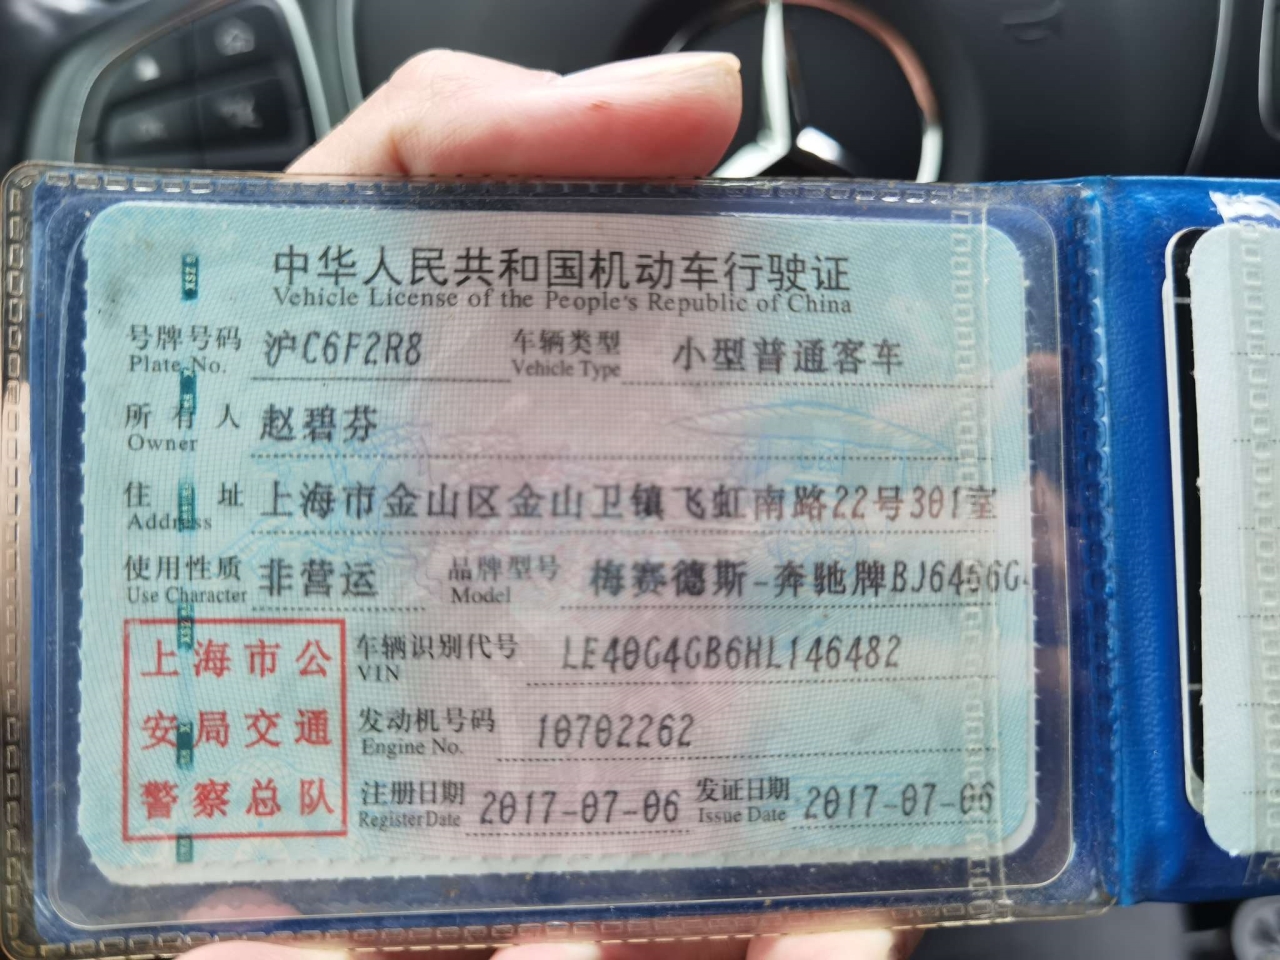 中华人民共和国机动车行驶证
Vehicle License of the People's Republic of China
号牌号码 沪C6F2R8 车辆类型 小型普通客车
Plate No. Vehicle Type
所有人 赵碧芬
Owner
住址 上海市金山区金山卫镇飞虹南路22号301室
Address
使用性质 非营运 品牌型号 梅赛德斯-奔驰牌BJ6466G
Use Character Model
上海市公安局交通警察总队
车辆识别代号 LE40G4GB6HL146482
VIN
发动机号码 10702262
Engine No.
注册日期 2017-07-06 发证日期 2017-07-06
Register Date Issue Date